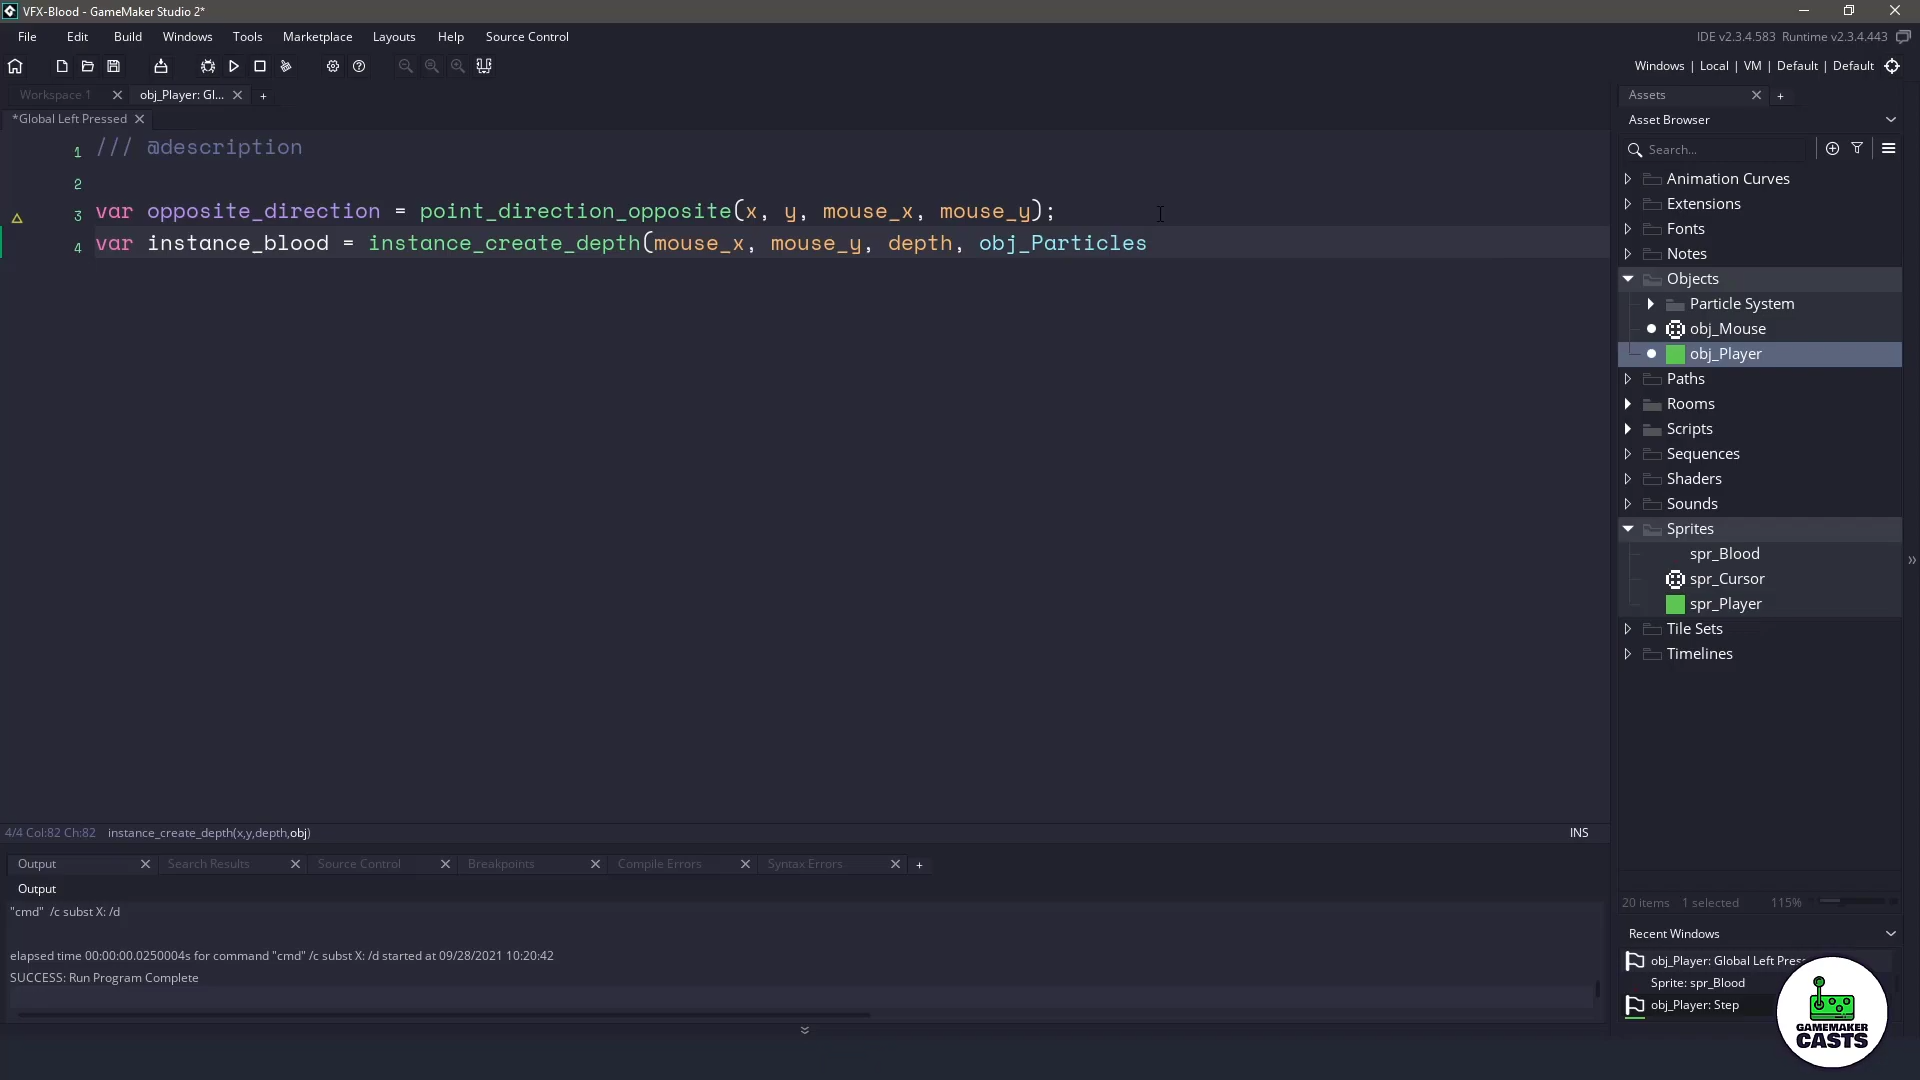 VFX-Blood - GameMaker Studio 2*
File Edit Build Windows Tools Marketplace Layouts Help Source Control
IDE v2.3.4.583 Runtime v2.3.4.443
Windows | Local | VM | Default | Default
Workspace 1
obj_Player: Gl...
+
*Global Left Pressed
1 /// @description
2
3 var opposite_direction = point_direction_opposite(x, y, mouse_x, mouse_y);
4 var instance_blood = instance_create_depth(mouse_x, mouse_y, depth, obj_Particles
4/4 Col:82 Ch:82 instance_create_depth(x,y,depth,obj)
INS
Output
Search Results
Source Control
Breakpoints
Compile Errors
Syntax Errors
+
Output
"cmd" /c subst X: /d
elapsed time 00:00:00.0250004s for command "cmd" /c subst X: /d started at 09/28/2021 10:20:42
SUCCESS: Run Program Complete
Assets
+
Asset Browser
Search...
Animation Curves
Extensions
Fonts
Notes
Objects
Particle System
obj_Mouse
obj_Player
Paths
Rooms
Scripts
Sequences
Shaders
Sounds
Sprites
spr_Blood
spr_Cursor
spr_Player
Tile Sets
Timelines
20 items 1 selected 115%
Recent Windows
obj_Player: Global Left Press
Sprite: spr_Blood
obj_Player: Step
GAMEMAKER
CASTS